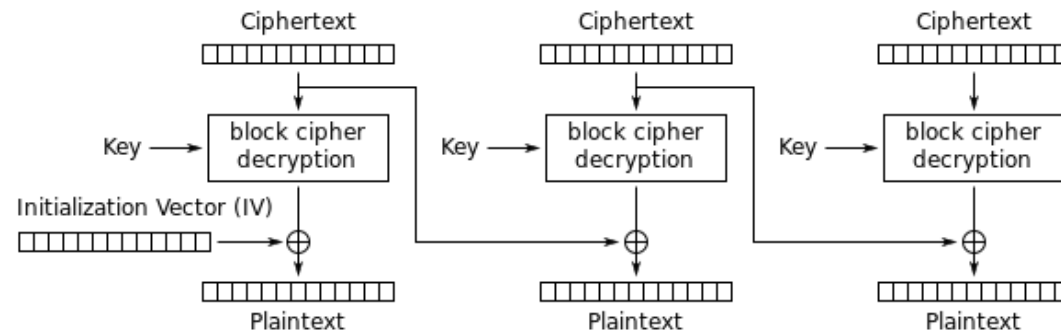 Ciphertext
Ciphertext
Ciphertext
Key
block cipher
decryption
Key
block cipher
decryption
Key
block cipher
decryption
Initialization Vector (IV)
Plaintext
Plaintext
Plaintext